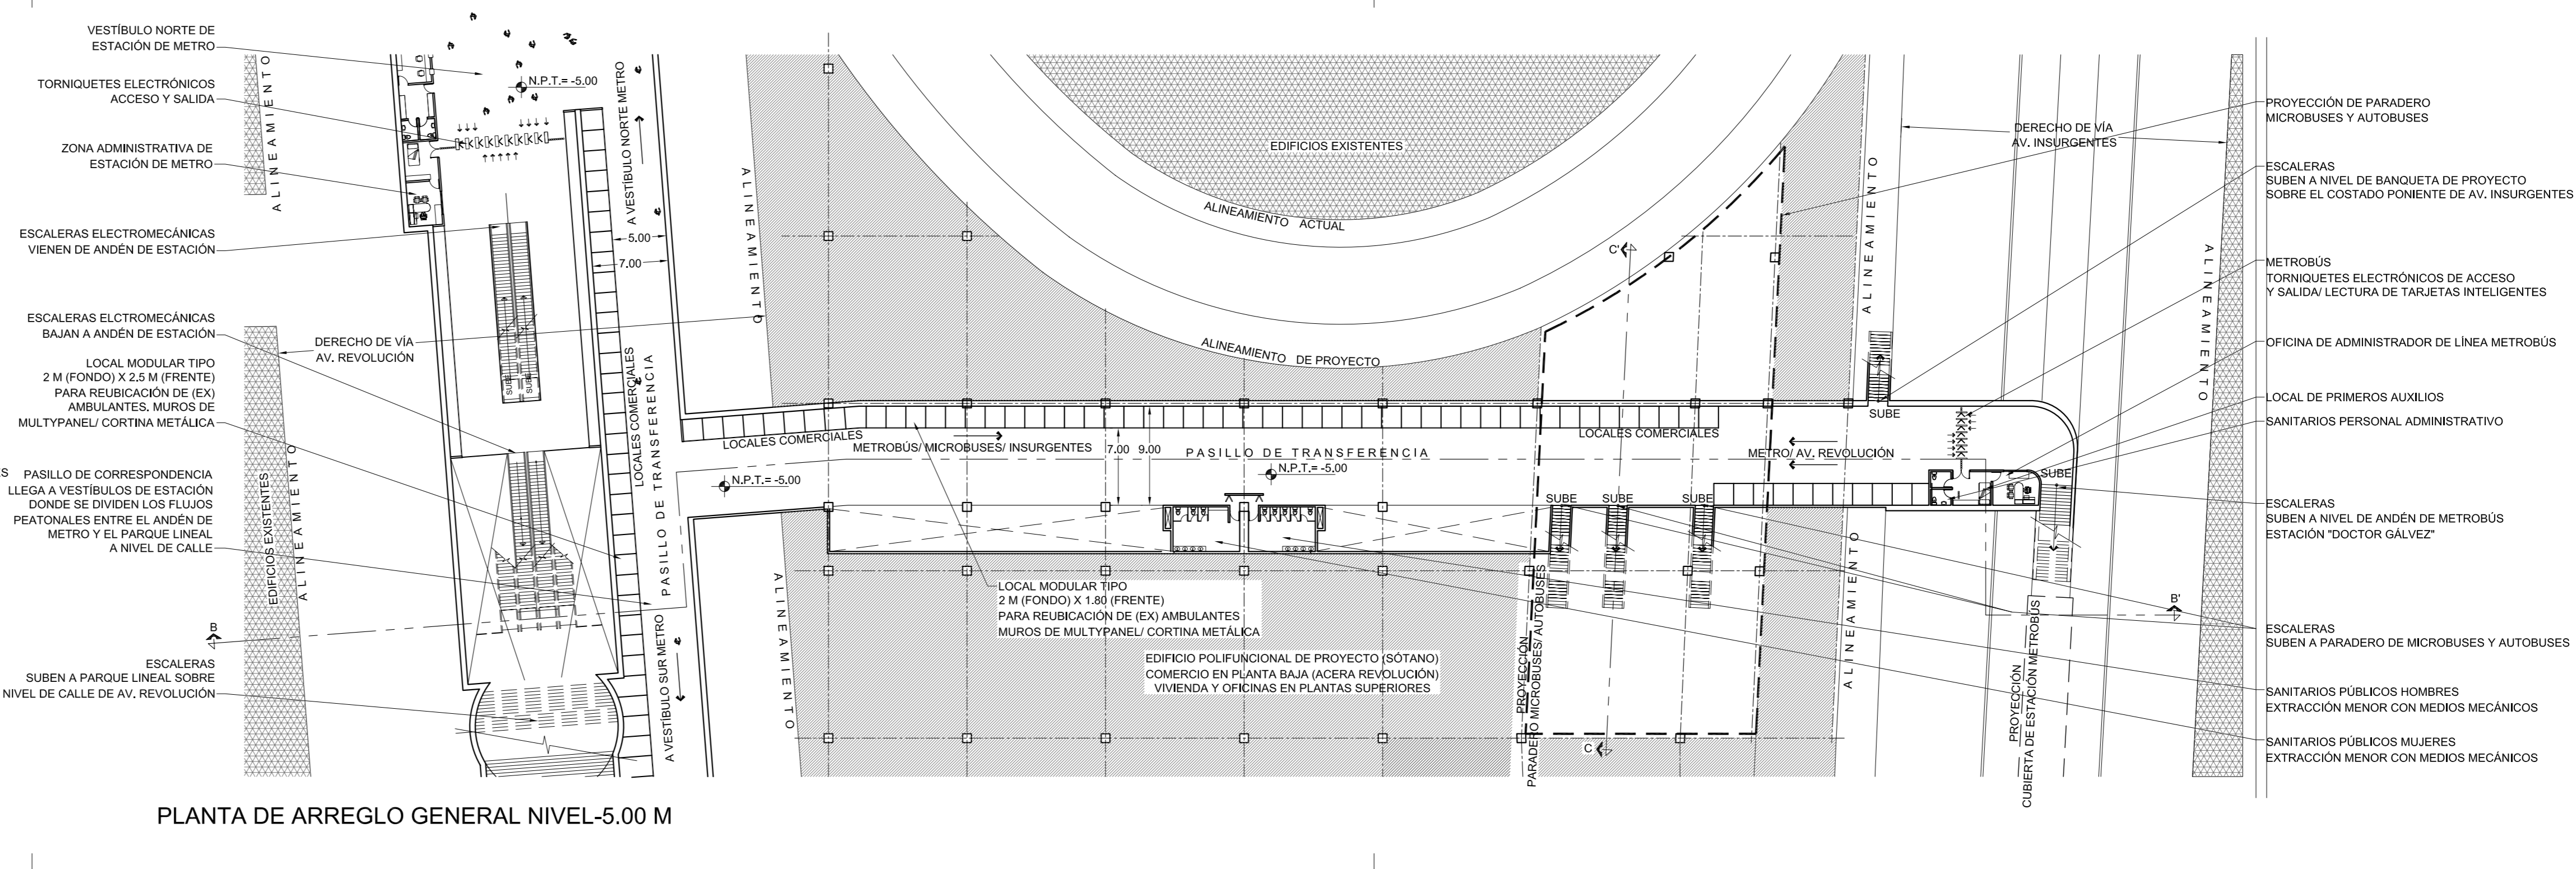 VESTÍBULO NORTE DE
ESTACIÓN DE METRO
TORNIQUETES ELECTRÓNICOS
ACCESO Y SALIDA
ZONA ADMINISTRATIVA DE
ESTACIÓN DE METRO
ESCALERAS ELECTROMECÁNICAS
VIENEN DE ANDÉN DE ESTACIÓN
ESCALERAS ELCTROMECÁNICAS
BAJAN A ANDÉN DE ESTACIÓN
LOCAL MODULAR TIPO
2 M (FONDO) X 2.5 M (FRENTE)
PARA REUBICACIÓN DE (EX)
AMBULANTES. MUROS DE
MULTYPANEL/ CORTINA METÁLICA
ES
PASILLO DE CORRESPONDENCIA
LLEGA A VESTÍBULOS DE ESTACIÓN
DONDE SE DIVIDEN LOS FLUJOS
PEATONALES ENTRE EL ANDÉN DE
METRO Y EL PARQUE LINEAL
A NIVEL DE CALLE
B
ESCALERAS
SUBEN A PARQUE LINEAL SOBRE
NIVEL DE CALLE DE AV. REVOLUCIÓN
ALINEAMIENTO
DERECHO DE VÍA
AV. REVOLUCIÓN
EDIFICIOS EXISTENTES
ALINEAMIENTO
N.P.T.= -5.00
SUBE
SUBE
A VESTÍBULO NORTE METRO
5.00
7.00
LOCALES COMERCIALES
PASILLO DE TRANSFERENCIA
A VESTÍBULO SUR METRO
ALINEAMIENTO
ALINEAMIENTO
N.P.T.= -5.00
EDIFICIOS EXISTENTES
ALINEAMIENTO ACTUAL
ALINEAMIENTO DE PROYECTO
LOCALES COMERCIALES
METROBÚS/ MICROBUSES/ INSURGENTES
7.00
9.00
PASILLO DE TRANSFERENCIA
N.P.T.= -5.00
LOCALES COMERCIALES
METRO/ AV. REVOLUCIÓN
SUBE
SUBE
SUBE
SUBE
SUBE
LOCAL MODULAR TIPO
2 M (FONDO) X 1.80 (FRENTE)
PARA REUBICACIÓN DE (EX) AMBULANTES
MUROS DE MULTYPANEL/ CORTINA METÁLICA
EDIFICIO POLIFUNCIONAL DE PROYECTO (SÓTANO)
COMERCIO EN PLANTA BAJA (ACERA REVOLUCIÓN)
VIVIENDA Y OFICINAS EN PLANTAS SUPERIORES
PROYECCIÓN
PARADERO MICROBUSES/ AUTOBUSES
C'
C
ALINEAMIENTO
ALINEAMIENTO
DERECHO DE VÍA
AV. INSURGENTES
ALINEAMIENTO
PROYECCIÓN
CUBIERTA DE ESTACIÓN METROBÚS
B'
PROYECCIÓN DE PARADERO
MICROBUSES Y AUTOBUSES
ESCALERAS
SUBEN A NIVEL DE BANQUETA DE PROYECTO
SOBRE EL COSTADO PONIENTE DE AV. INSURGENTES
METROBÚS
TORNIQUETES ELECTRÓNICOS DE ACCESO
Y SALIDA/ LECTURA DE TARJETAS INTELIGENTES
OFICINA DE ADMINISTRADOR DE LÍNEA METROBÚS
LOCAL DE PRIMEROS AUXILIOS
SANITARIOS PERSONAL ADMINISTRATIVO
ESCALERAS
SUBEN A NIVEL DE ANDÉN DE METROBÚS
ESTACIÓN "DOCTOR GÁLVEZ"
ESCALERAS
SUBEN A PARADERO DE MICROBUSES Y AUTOBUSES
SANITARIOS PÚBLICOS HOMBRES
EXTRACCIÓN MENOR CON MEDIOS MECÁNICOS
SANITARIOS PÚBLICOS MUJERES
EXTRACCIÓN MENOR CON MEDIOS MECÁNICOS
PLANTA DE ARREGLO GENERAL NIVEL-5.00 M